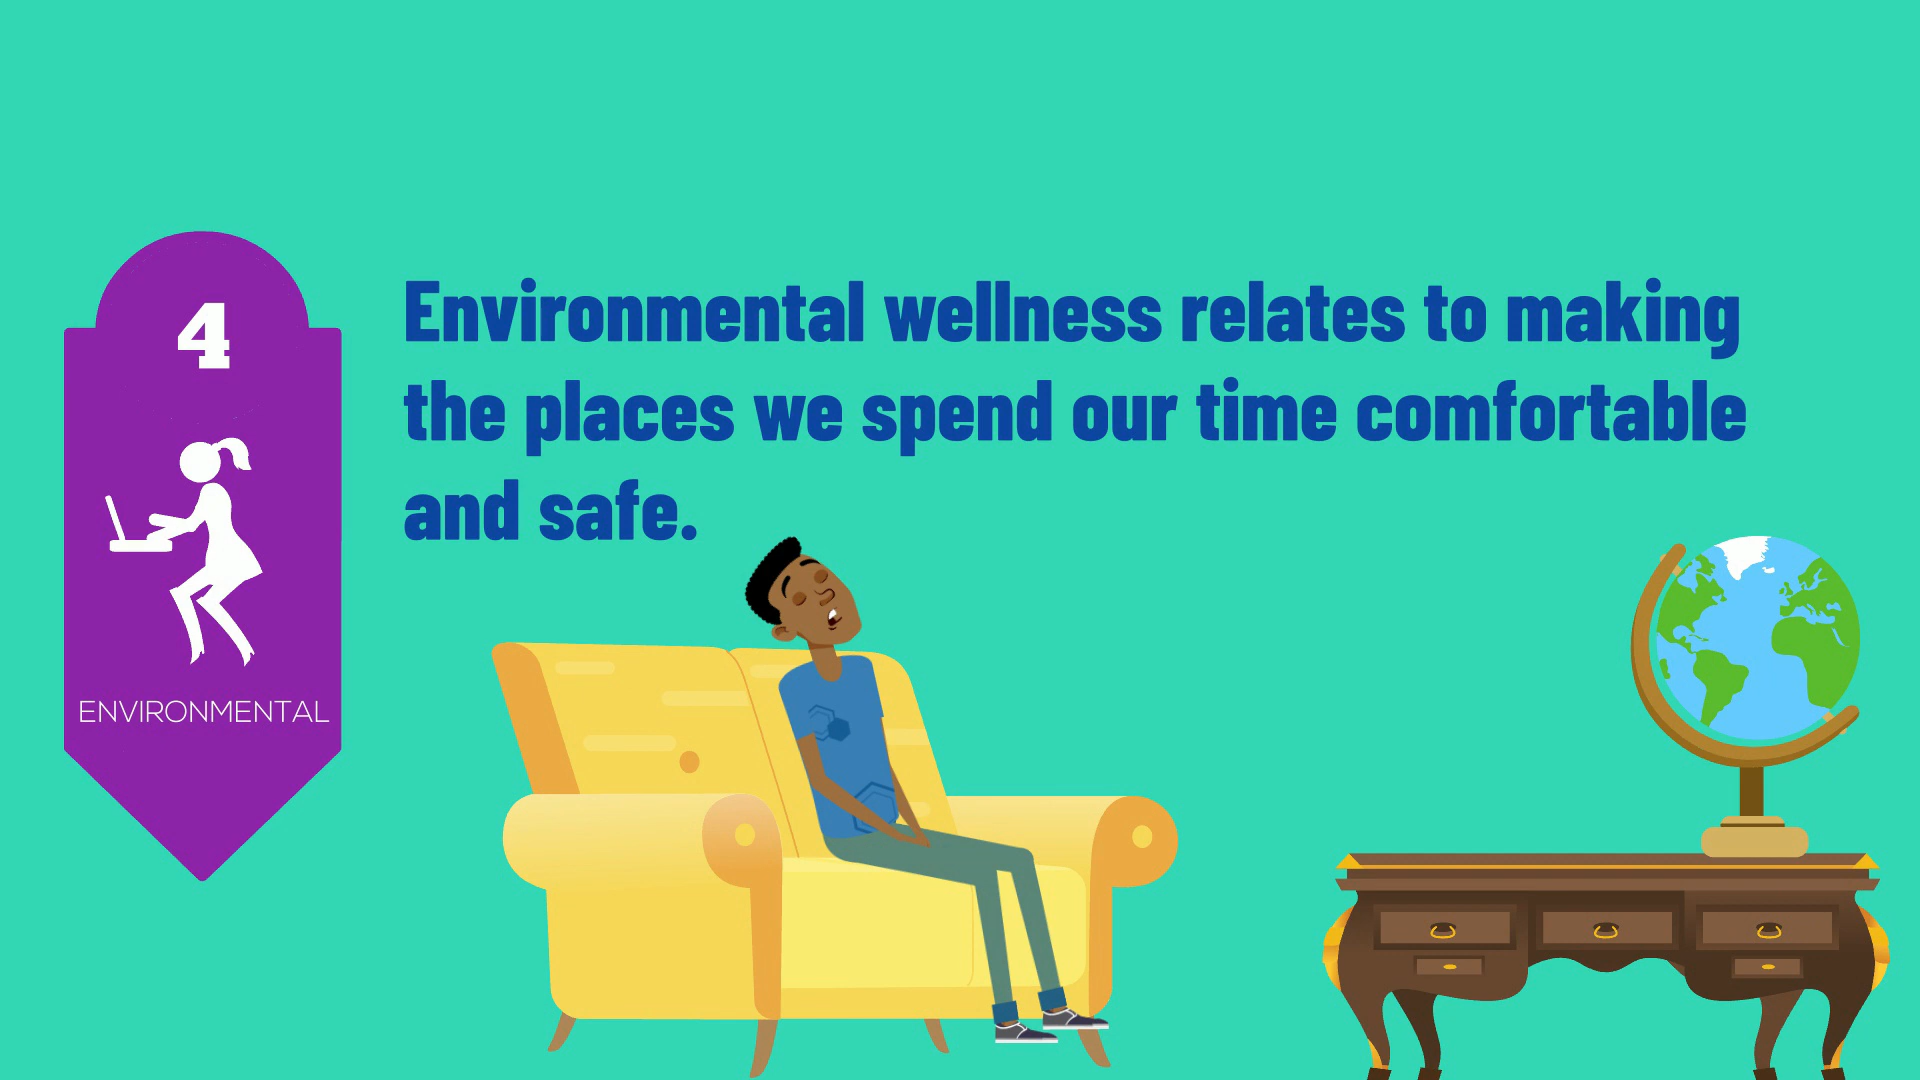 4
ENVIRONMENTAL
Environmental wellness relates to making
the places we spend our time comfortable
and safe.